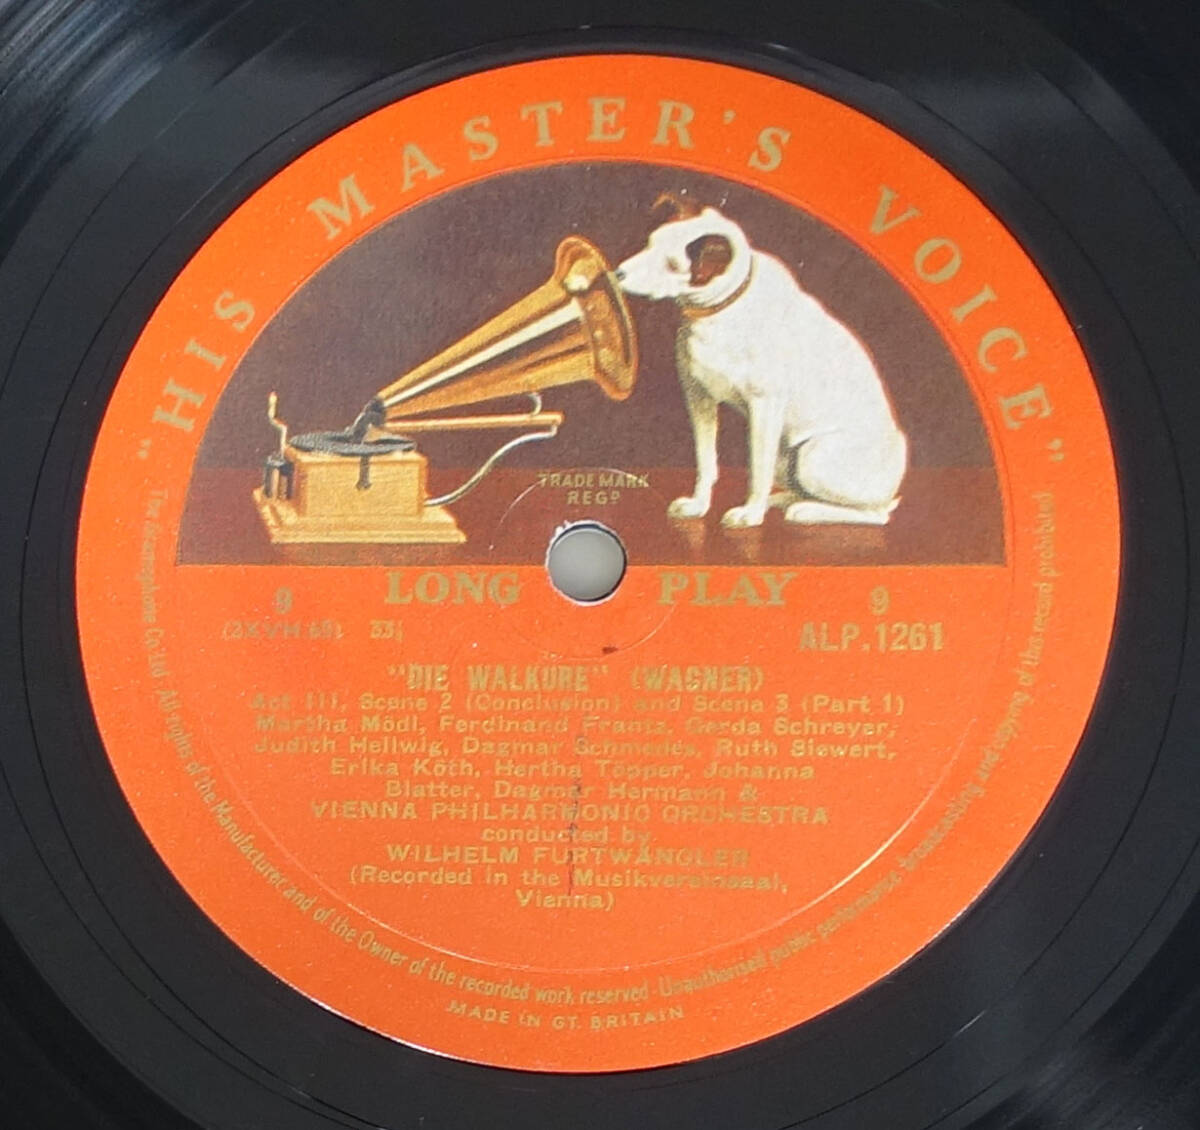 "HIS MASTER'S VOICE"
TRADE MARK
REGD
LONG PLAY
9 9
(2XVH.69) 33⅓ ALP.1261
"DIE WALKÜRE" (WAGNER)
Act III, Scene 2 (Conclusion) and Scene 3 (Part 1)
Martha Mödl, Ferdinand Frantz, Gerda Schreyer,
Judith Hellwig, Dagmar Schmedes, Ruth Siewert,
Erika Köth, Hertha Töpper, Johanna
Blatter, Dagmar Hermann &
VIENNA PHILHARMONIC ORCHESTRA
conducted by
WILHELM FURTWÄNGLER
(Recorded in the Musikvereinsaal,
Vienna)
The Gramophone Co. Ltd. All rights of the Manufacturer and of the Owner of the recorded work reserved · Unauthorised public performance broadcasting and copying of this record prohibited
MADE IN GT. BRITAIN